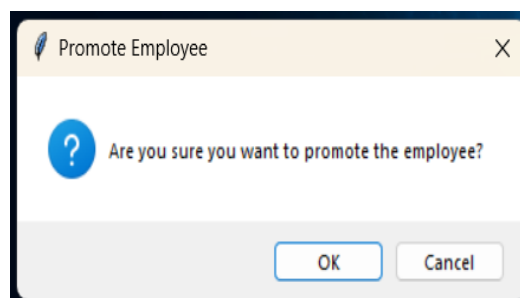 Promote Employee
Are you sure you want to promote the employee?
OK
Cancel